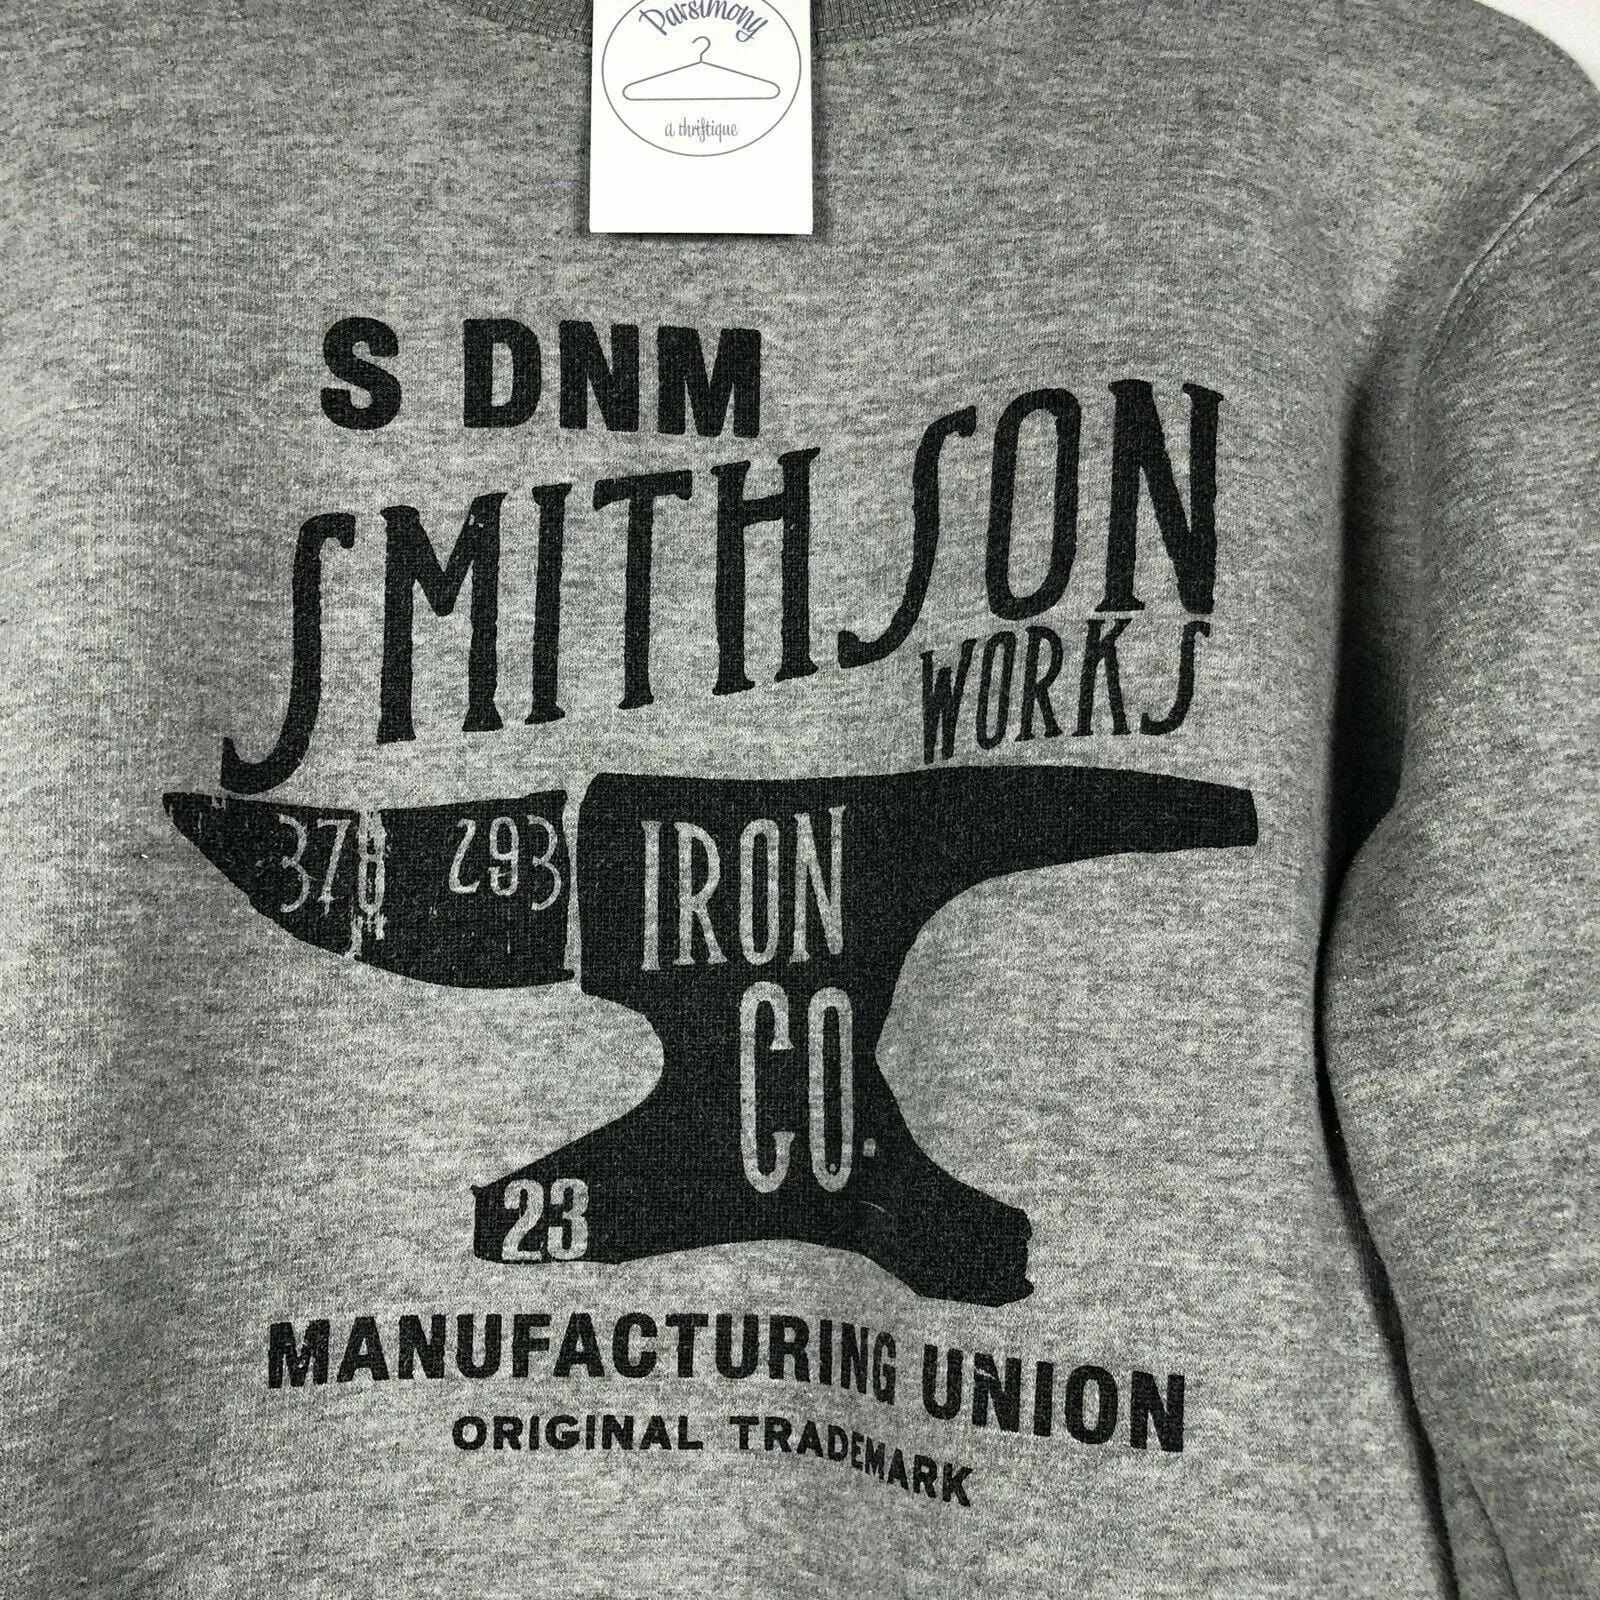 Parsimony
a thriftique
S DNM
SMITHSON
WORKS
378 293 IRON
CO.
23
MANUFACTURING UNION
ORIGINAL TRADEMARK